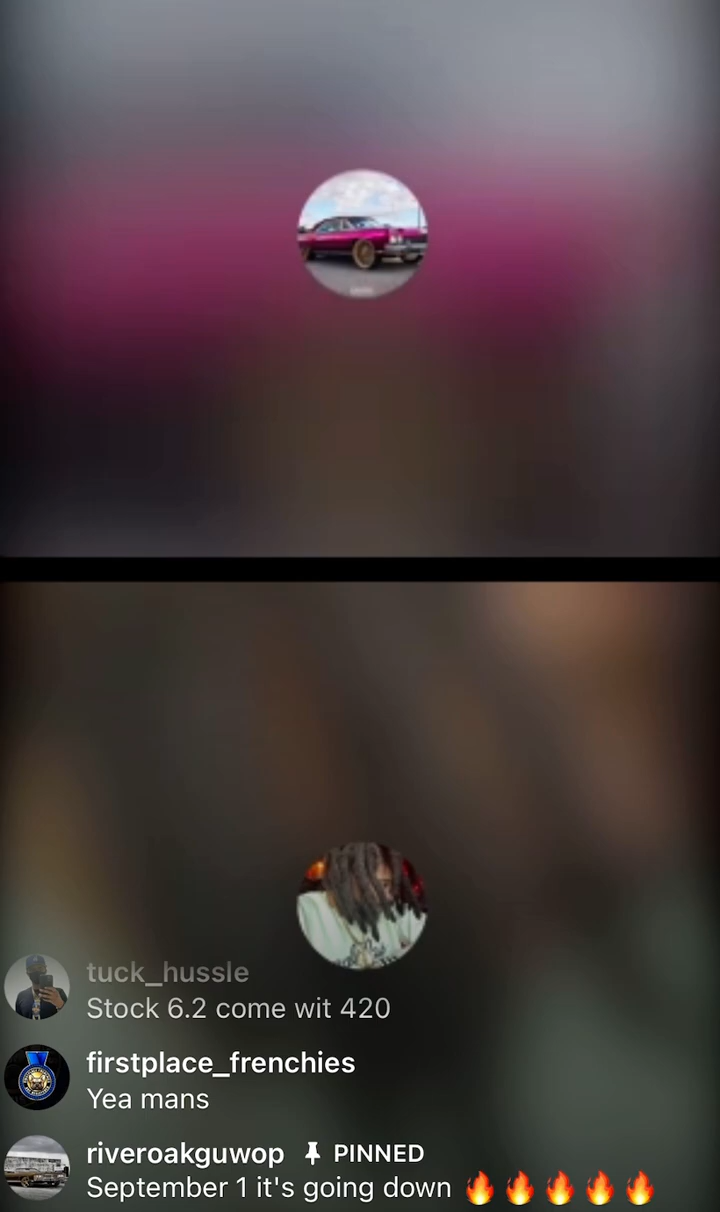 tuck_hussle
Stock 6.2 come wit 420
firstplace_frenchies
Yea mans
riveroakguwop 📌 PINNED
September 1 it's going down 🔥🔥🔥🔥🔥